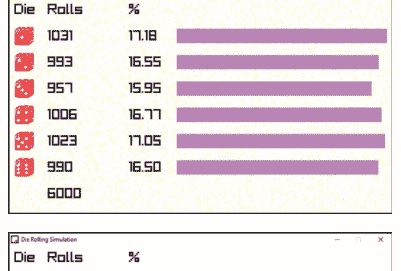 Die Rolls %
1031 17.18
993 16.55
957 15.95
1006 16.77
1023 17.05
990 16.50
6000
Die Rolling Simulation
Die Rolls %